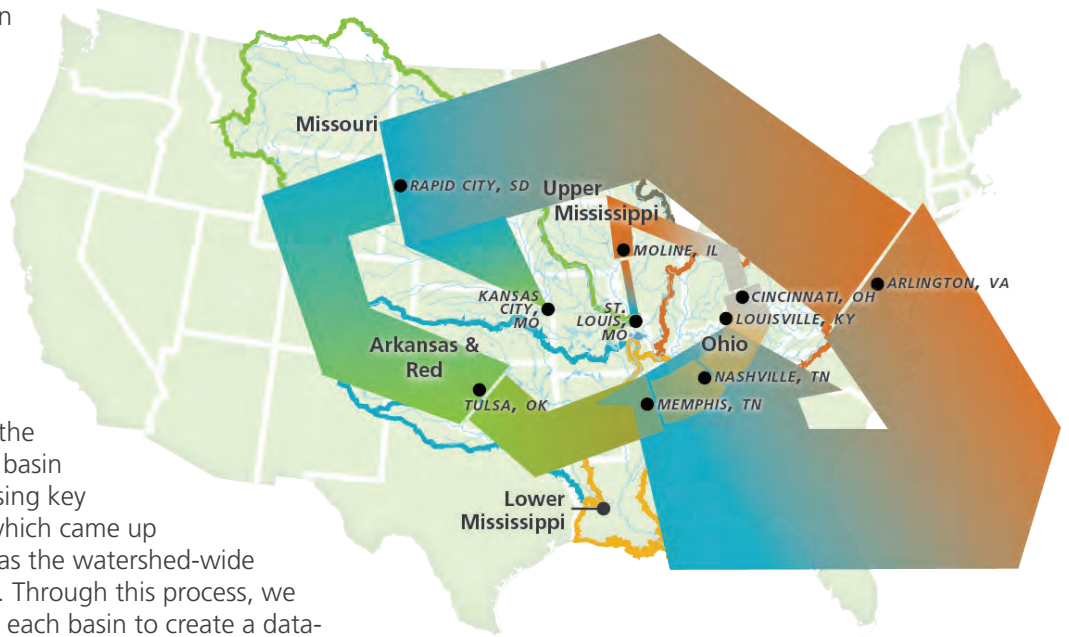 n
Missouri
RAPID CITY, SD
Upper
Mississippi
MOLINE, IL
KANSAS
CITY,
MO
ST.
LOUIS,
MO
CINCINNATI, OH
LOUISVILLE, KY
ARLINGTON, VA
Arkansas &
Red
Ohio
NASHVILLE, TN
TULSA, OK
MEMPHIS, TN
Lower
Mississippi
the
basin
sing key
which came up
as the watershed-wide
. Through this process, we
each basin to create a data-